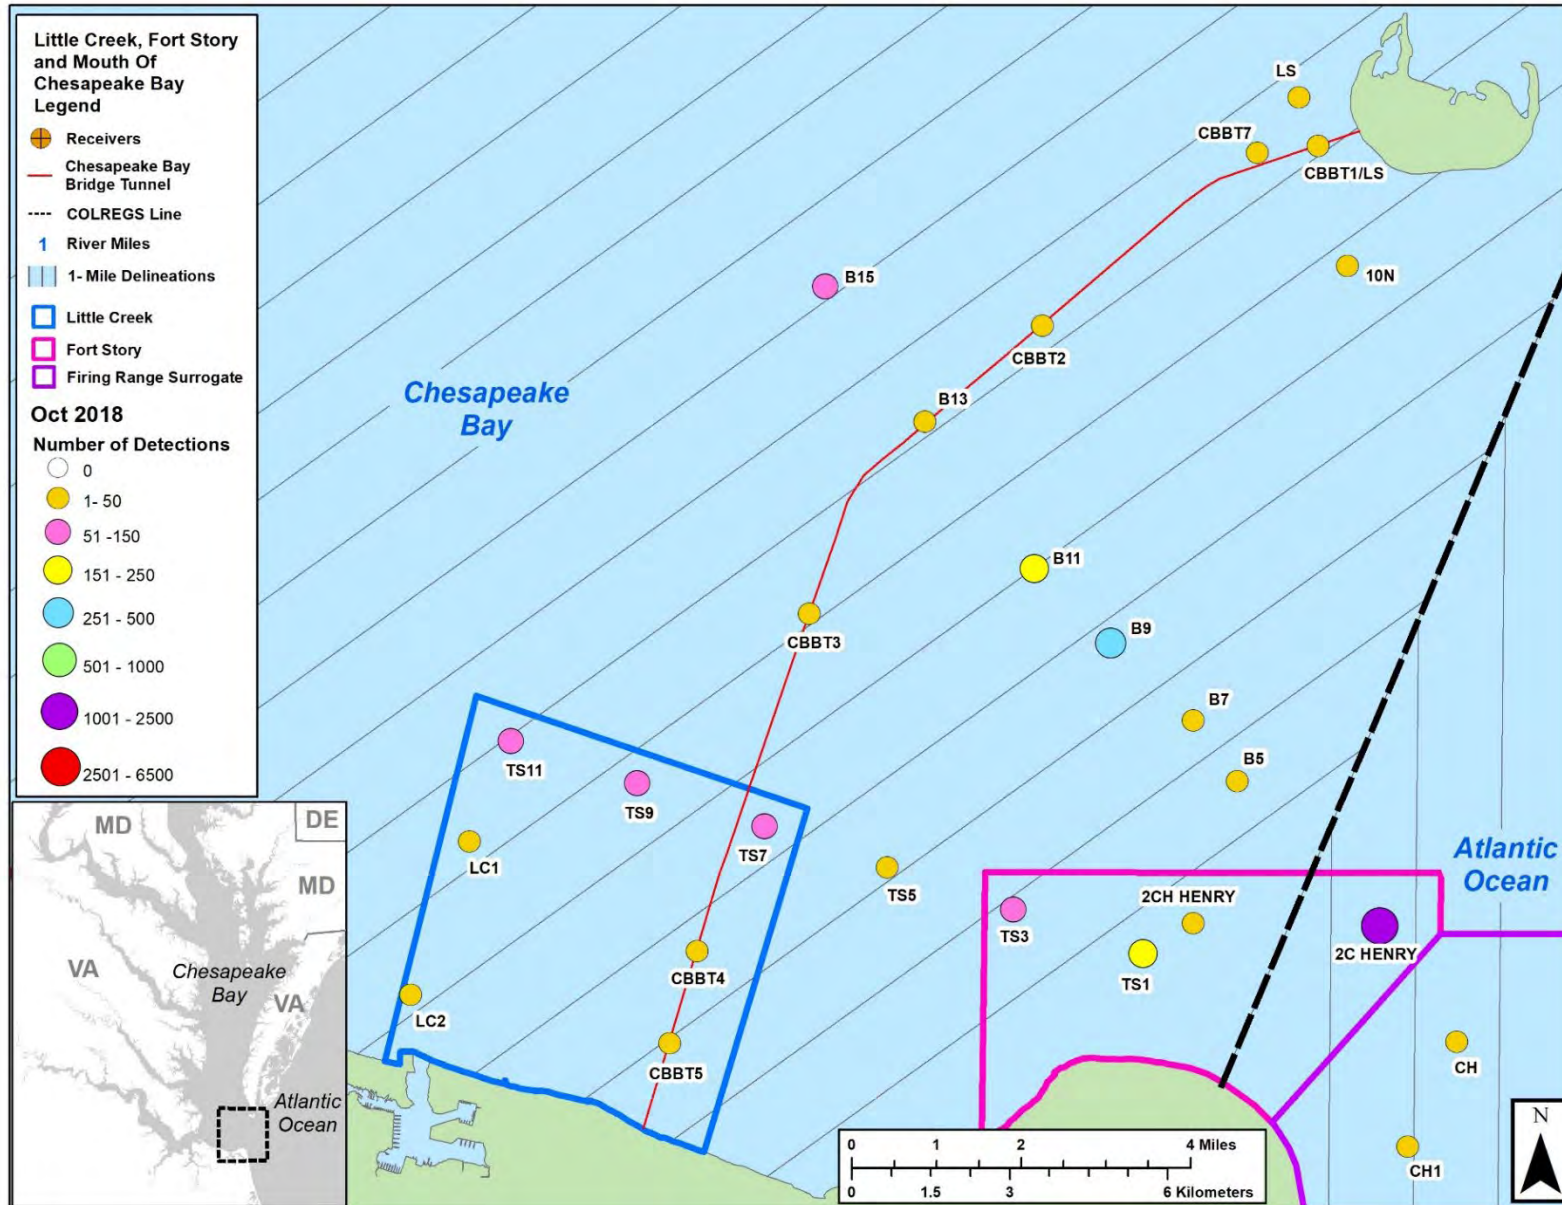 Little Creek, Fort Story
and Mouth Of
Chesapeake Bay
Legend
Receivers
Chesapeake Bay
Bridge Tunnel
COLREGS Line
1 River Miles
1- Mile Delineations
Little Creek
Fort Story
Firing Range Surrogate
Oct 2018
Number of Detections
0
1- 50
51 -150
151 - 250
251 - 500
501 - 1000
1001 - 2500
2501 - 6500
LS
CBBT7
CBBT1/LS
10N
B15
CBBT2
Chesapeake
Bay
B13
B11
CBBT3
B9
B7
TS11
B5
TS9
TS7
LC1
TS5
Atlantic
Ocean
2CH HENRY
TS3
2C HENRY
TS1
CBBT4
LC2
CBBT5
CH
CH1
MD
DE
MD
VA
Chesapeake
Bay
VA
Atlantic
Ocean
0 1 2 4 Miles
0 1.5 3 6 Kilometers
N